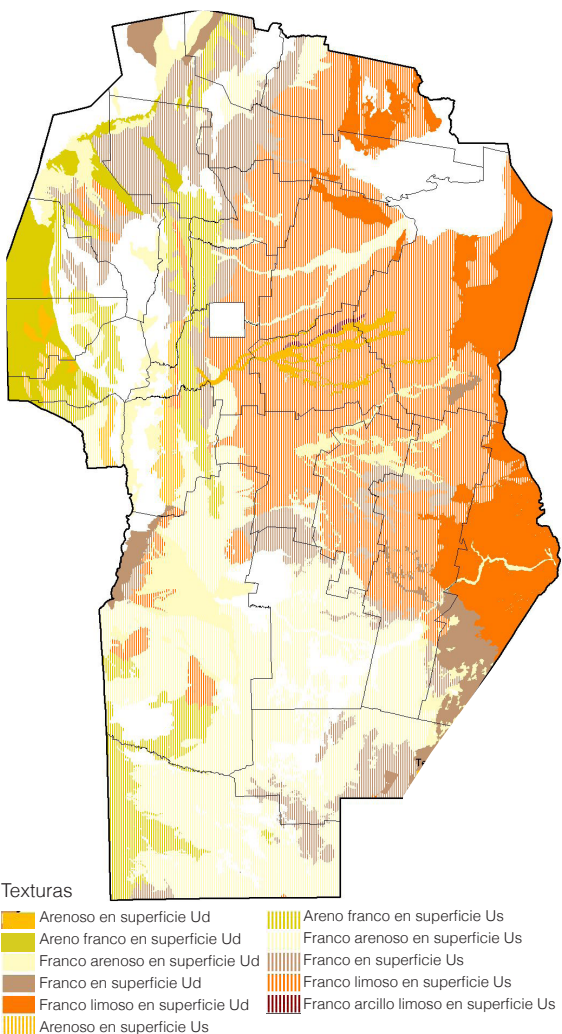 Te
Texturas
Arenoso en superficie Ud
Areno franco en superficie Ud
Franco arenoso en superficie Ud
Franco en superficie Ud
Franco limoso en superficie Ud
Arenoso en superficie Us
Areno franco en superficie Us
Franco arenoso en superficie Us
Franco en superficie Us
Franco limoso en superficie Us
Franco arcillo limoso en superficie Us